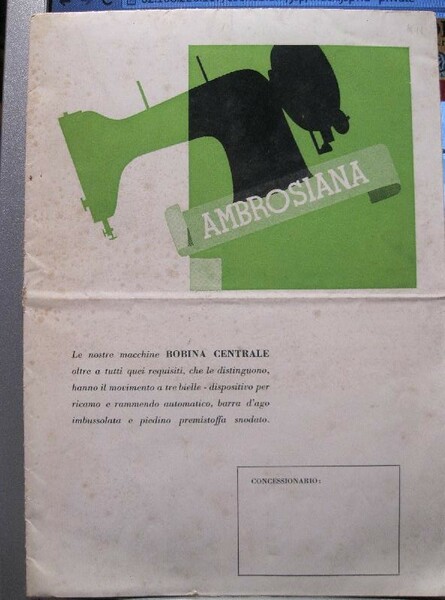 AMBROSIANA
Le nostre macchine BOBINA CENTRALE
oltre a tutti quei requisiti, che le distinguono,
hanno il movimento a tre bielle - dispositivo per
ricamo e rammendo automatico, barra d'ago
imbussolata e piedino premistoffa snodato.
CONCESSIONARIO: